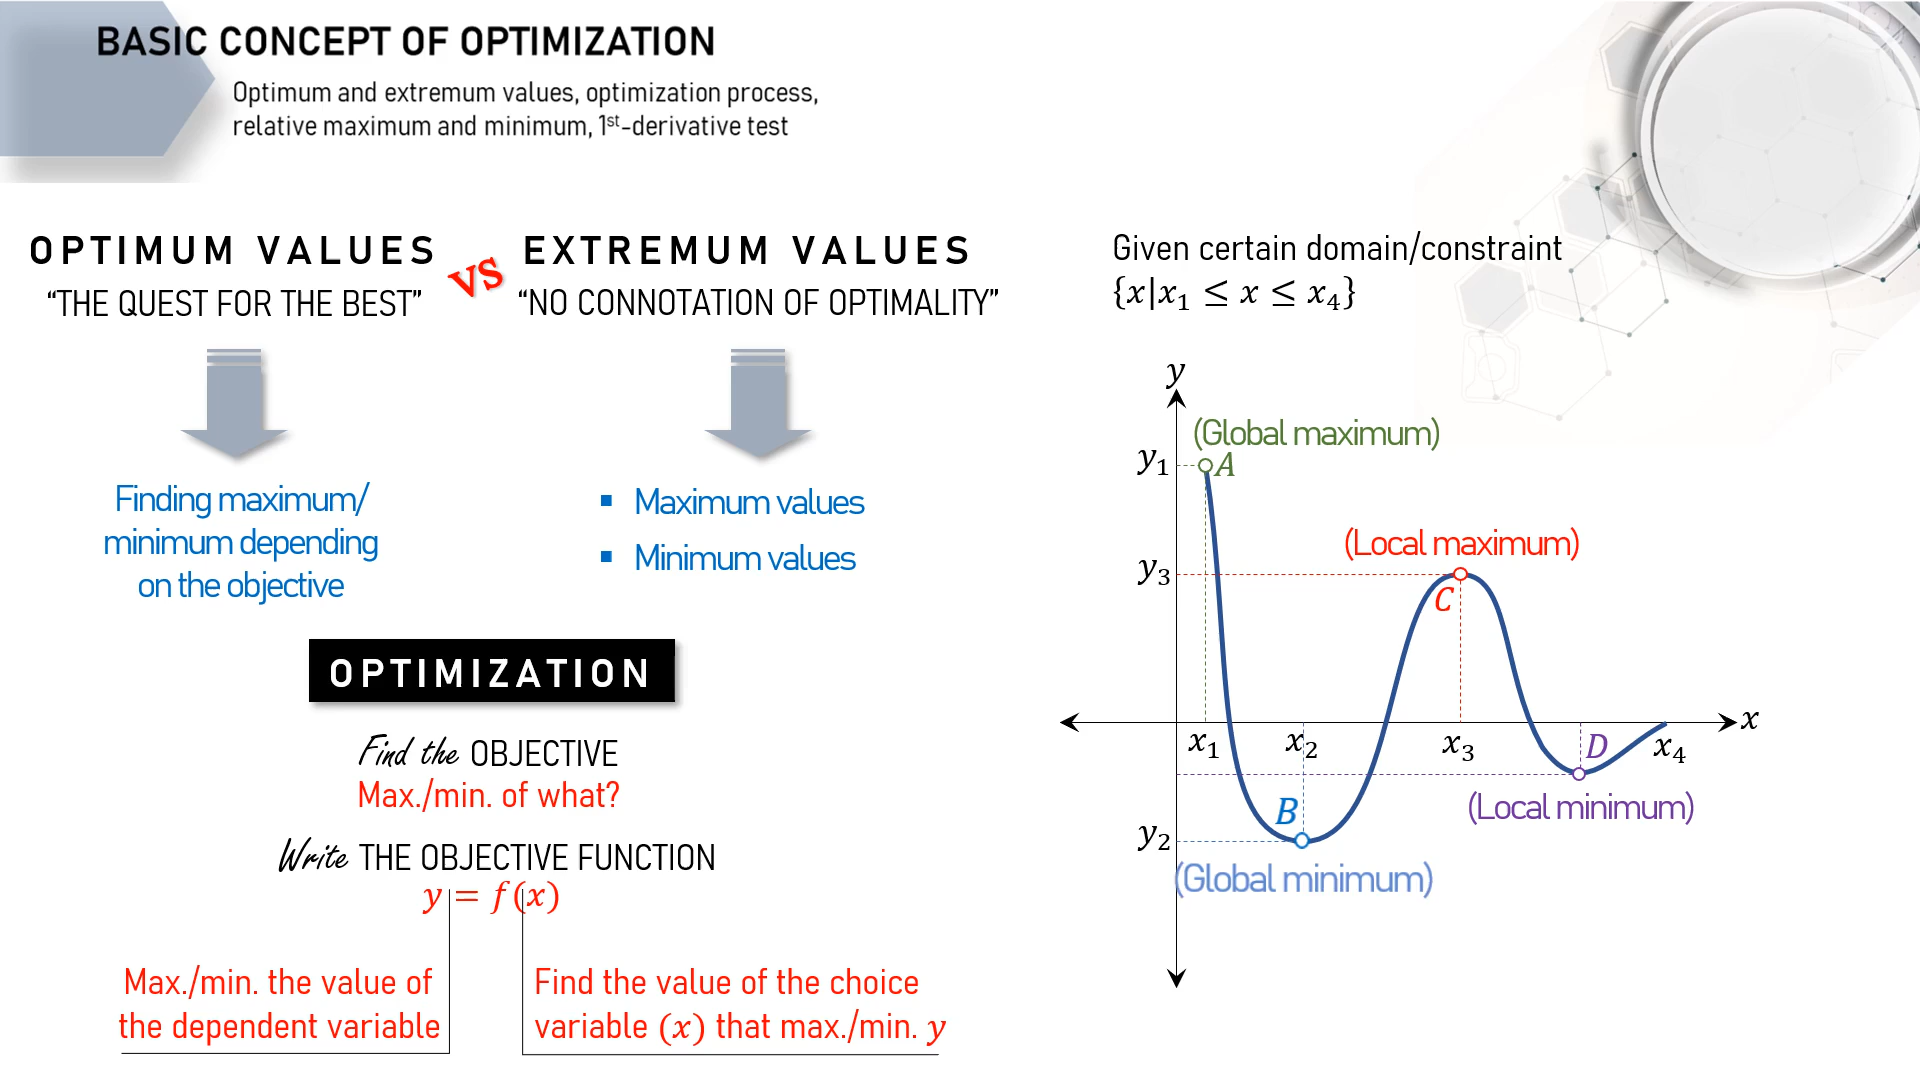 BASIC CONCEPT OF OPTIMIZATION
Optimum and extremum values, optimization process,
relative maximum and minimum, 1st-derivative test
OPTIMUM VALUES
“THE QUEST FOR THE BEST”
vs
EXTREMUM VALUES
“NO CONNOTATION OF OPTIMALITY”
Finding maximum/
minimum depending
on the objective
▪ Maximum values
▪ Minimum values
OPTIMIZATION
Find the OBJECTIVE
Max./min. of what?
Write THE OBJECTIVE FUNCTION
y = f(x)
Max./min. the value of
the dependent variable
Find the value of the choice
variable (x) that max./min. y
Given certain domain/constraint
{x|x₁ ≤ x ≤ x₄}
y
(Global maximum)
y₁
A
(Local maximum)
y₃
C
x
x₁
x₂
x₃
D
x₄
(Local minimum)
B
y₂
(Global minimum)